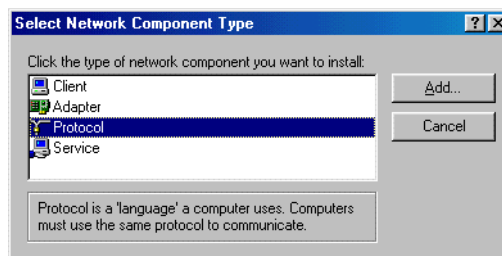 Select Network Component Type
Click the type of network component you want to install:
Client
Adapter
Protocol
Service
Add...
Cancel
Protocol is a 'language' a computer uses. Computers
must use the same protocol to communicate.